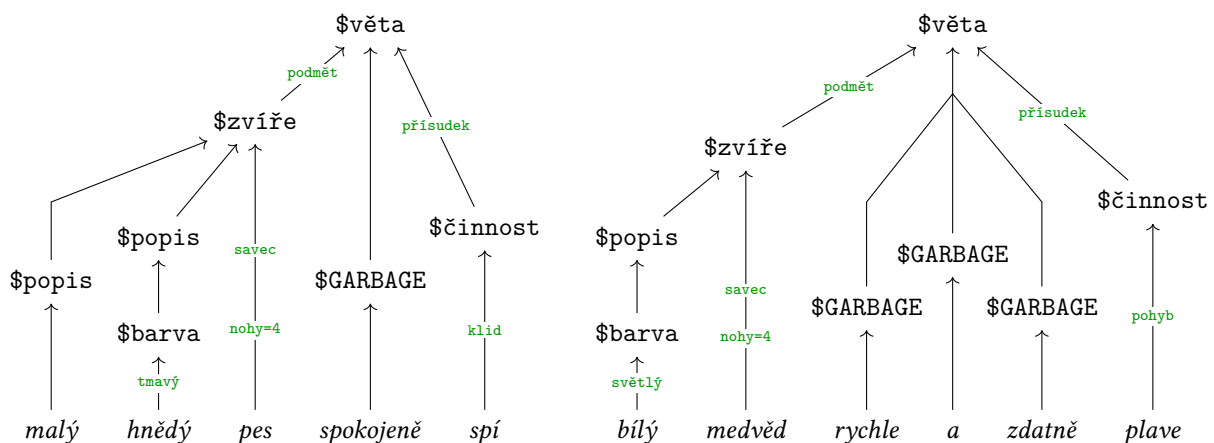 $věta $věta
podmět podmět
přísudek přísudek
$zvíře $zvíře
$popis $činnost $popis $činnost
savec
$popis $GARBAGE $GARBAGE
savec
$GARBAGE $GARBAGE
nohy=4 klid nohy=4 pohyb
$barva $barva
tmavý světlý
malý hnědý pes spokojeně spí bílý medvěd rychle a zdatně plave